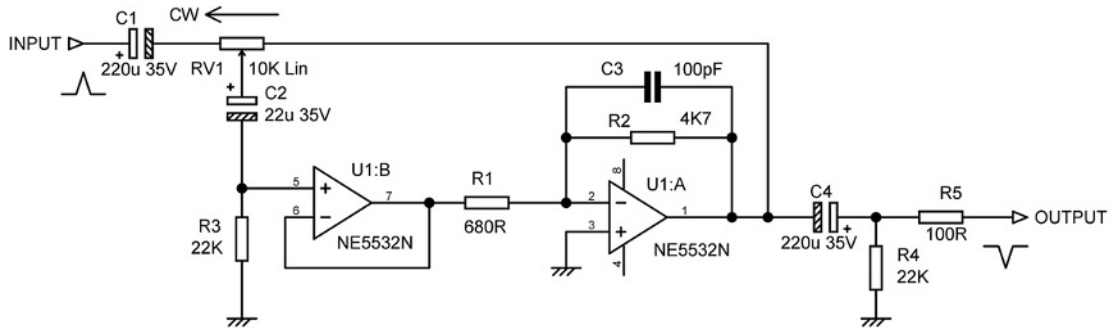 C1
CW
INPUT
+
220u 35V
RV1
10K Lin
+
C2
22u 35V
C3
100pF
R2
4K7
U1:B
5
+
6
−
7
NE5532N
R1
680R
R3
22K
8
U1:A
2
−
3
+
1
4
NE5532N
C4
220u 35V
+
R5
100R
OUTPUT
R4
22K